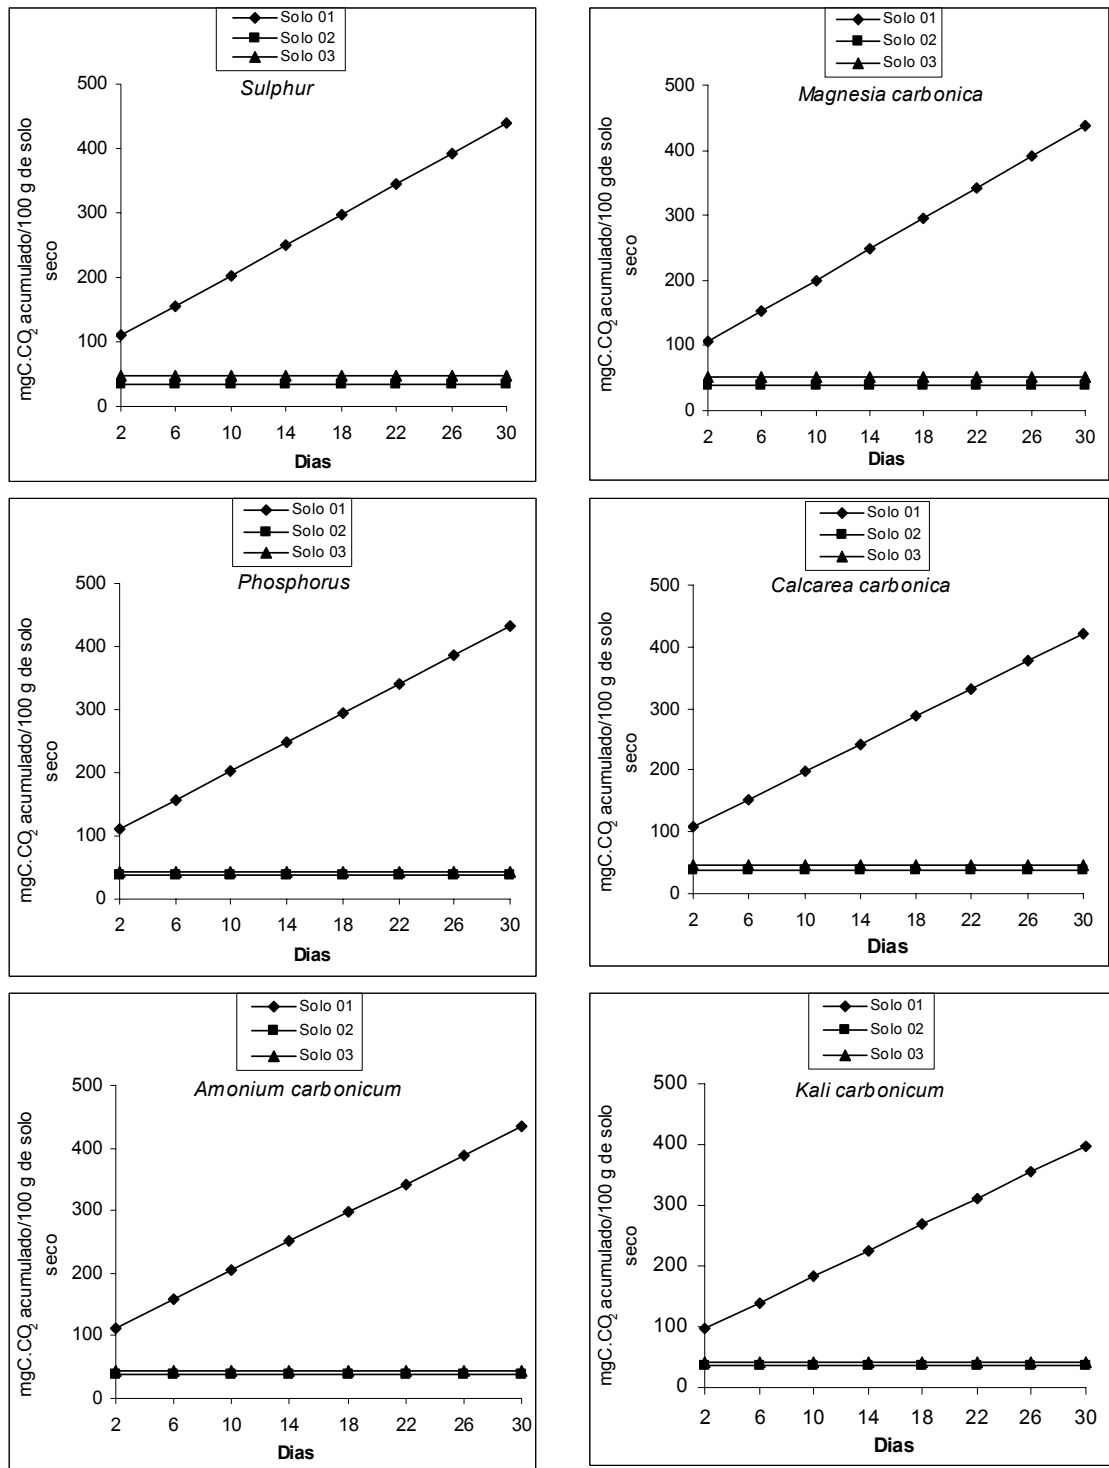 Solo 01
Solo 02
Solo 03
Sulphur
mgC.CO2 acumulado/100 g de solo
seco
500
400
300
200
100
0
2 6 10 14 18 22 26 30
Dias
Solo 01
Solo 02
Solo 03
Magnesia carbonica
mgC.CO2 acumulado/100 gde solo
seco
500
400
300
200
100
0
2 6 10 14 18 22 26 30
Dias
Solo 01
Solo 02
Solo 03
Phosphorus
mgC.CO2 acumulado/100 g de solo
seco
500
400
300
200
100
0
2 6 10 14 18 22 26 30
Dias
Solo 01
Solo 02
Solo 03
Calcarea carbonica
mgC.CO2 acumulado/100 g de solo
seco
500
400
300
200
100
0
2 6 10 14 18 22 26 30
Dias
Solo 01
Solo 02
Solo 03
Amonium carbonicum
mgC.CO2 acumulado/100 g de solo
seco
500
400
300
200
100
0
2 6 10 14 18 22 26 30
Dias
Solo 01
Solo 02
Solo 03
Kali carbonicum
mgC.CO2 acumulado/100 g de solo
seco
500
400
300
200
100
0
2 6 10 14 18 22 26 30
Dias